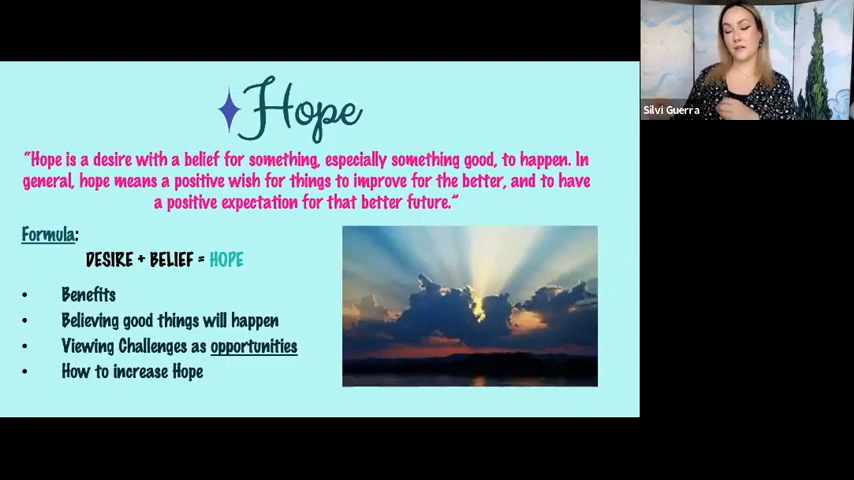 Hope
"Hope is a desire with a belief for something, especially something good, to happen. In
general, hope means a positive wish for things to improve for the better, and to have
a positive expectation for that better future."
Formula:
DESIRE + BELIEF = HOPE
• Benefits
• Believing good things will happen
• Viewing Challenges as opportunities
• How to increase Hope
Silvi Guerra